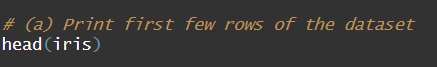 # (a) Print first few rows of the dataset
head(iris)